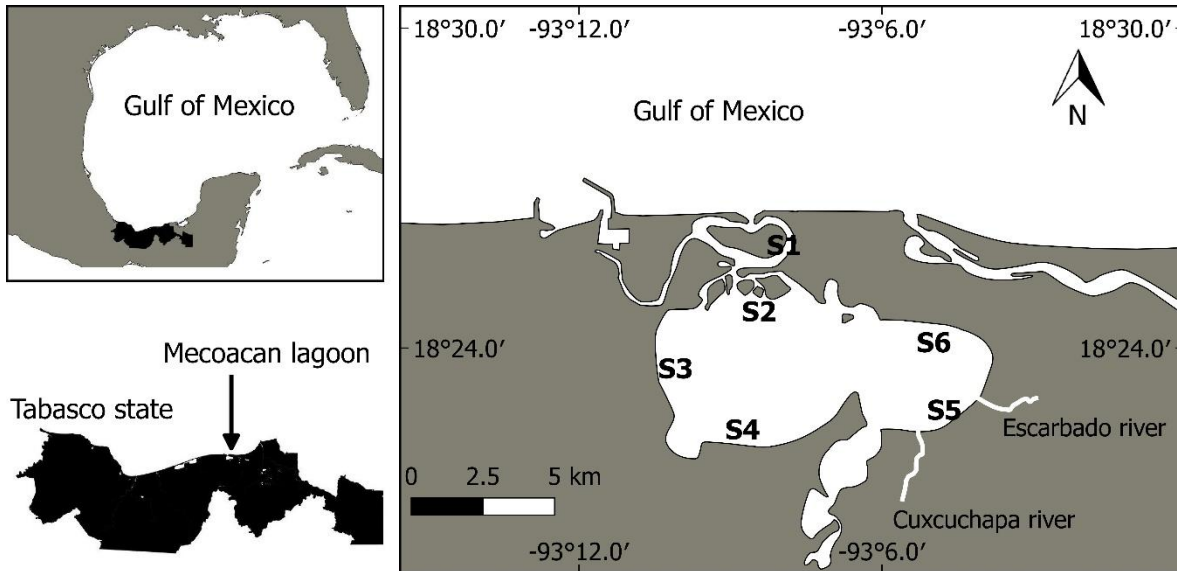 Gulf of Mexico
Mecoacan lagoon
Tabasco state
18°30.0′ -93°12.0′ -93°6.0′ 18°30.0′
Gulf of Mexico
N
S1
S2
18°24.0′ S6 18°24.0′
S3
S5
S4 Escarbado river
0 2.5 5 km
Cuxcuchapa river
-93°12.0′ -93°6.0′